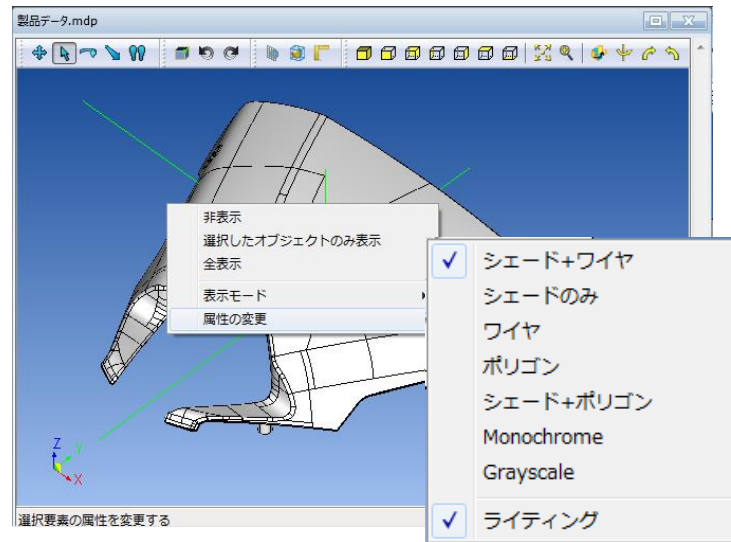 製品データ.mdp
非表示
選択したオブジェクトのみ表示
全表示
表示モード
属性の変更
シェード+ワイヤ
シェードのみ
ワイヤ
ポリゴン
シェード+ポリゴン
Monochrome
Grayscale
ライティング
Z
Y
X
選択要素の属性を変更する